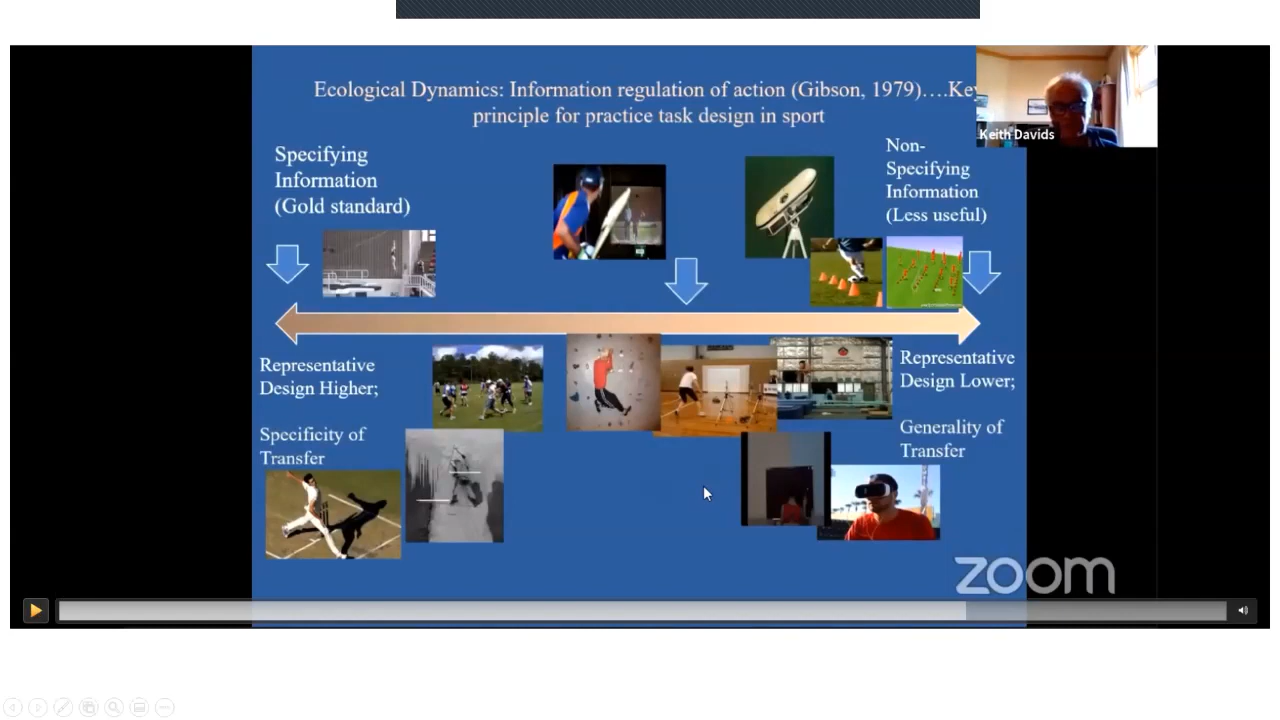 Ecological Dynamics: Information regulation of action (Gibson, 1979)….Key
principle for practice task design in sport
Keith Davids
Specifying
Information
(Gold standard)
Non-
Specifying
Information
(Less useful)
Representative
Design Higher;
Specificity of
Transfer
Representative
Design Lower;
Generality of
Transfer
zoom